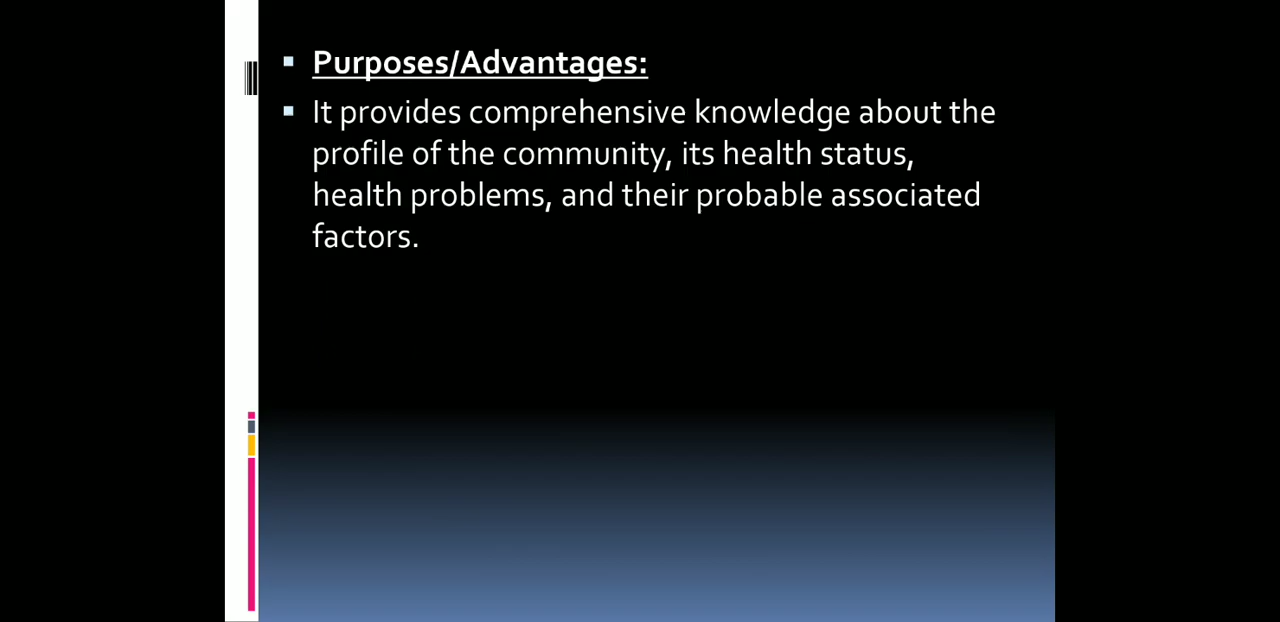 Purposes/Advantages:
It provides comprehensive knowledge about the
profile of the community, its health status,
health problems, and their probable associated
factors.